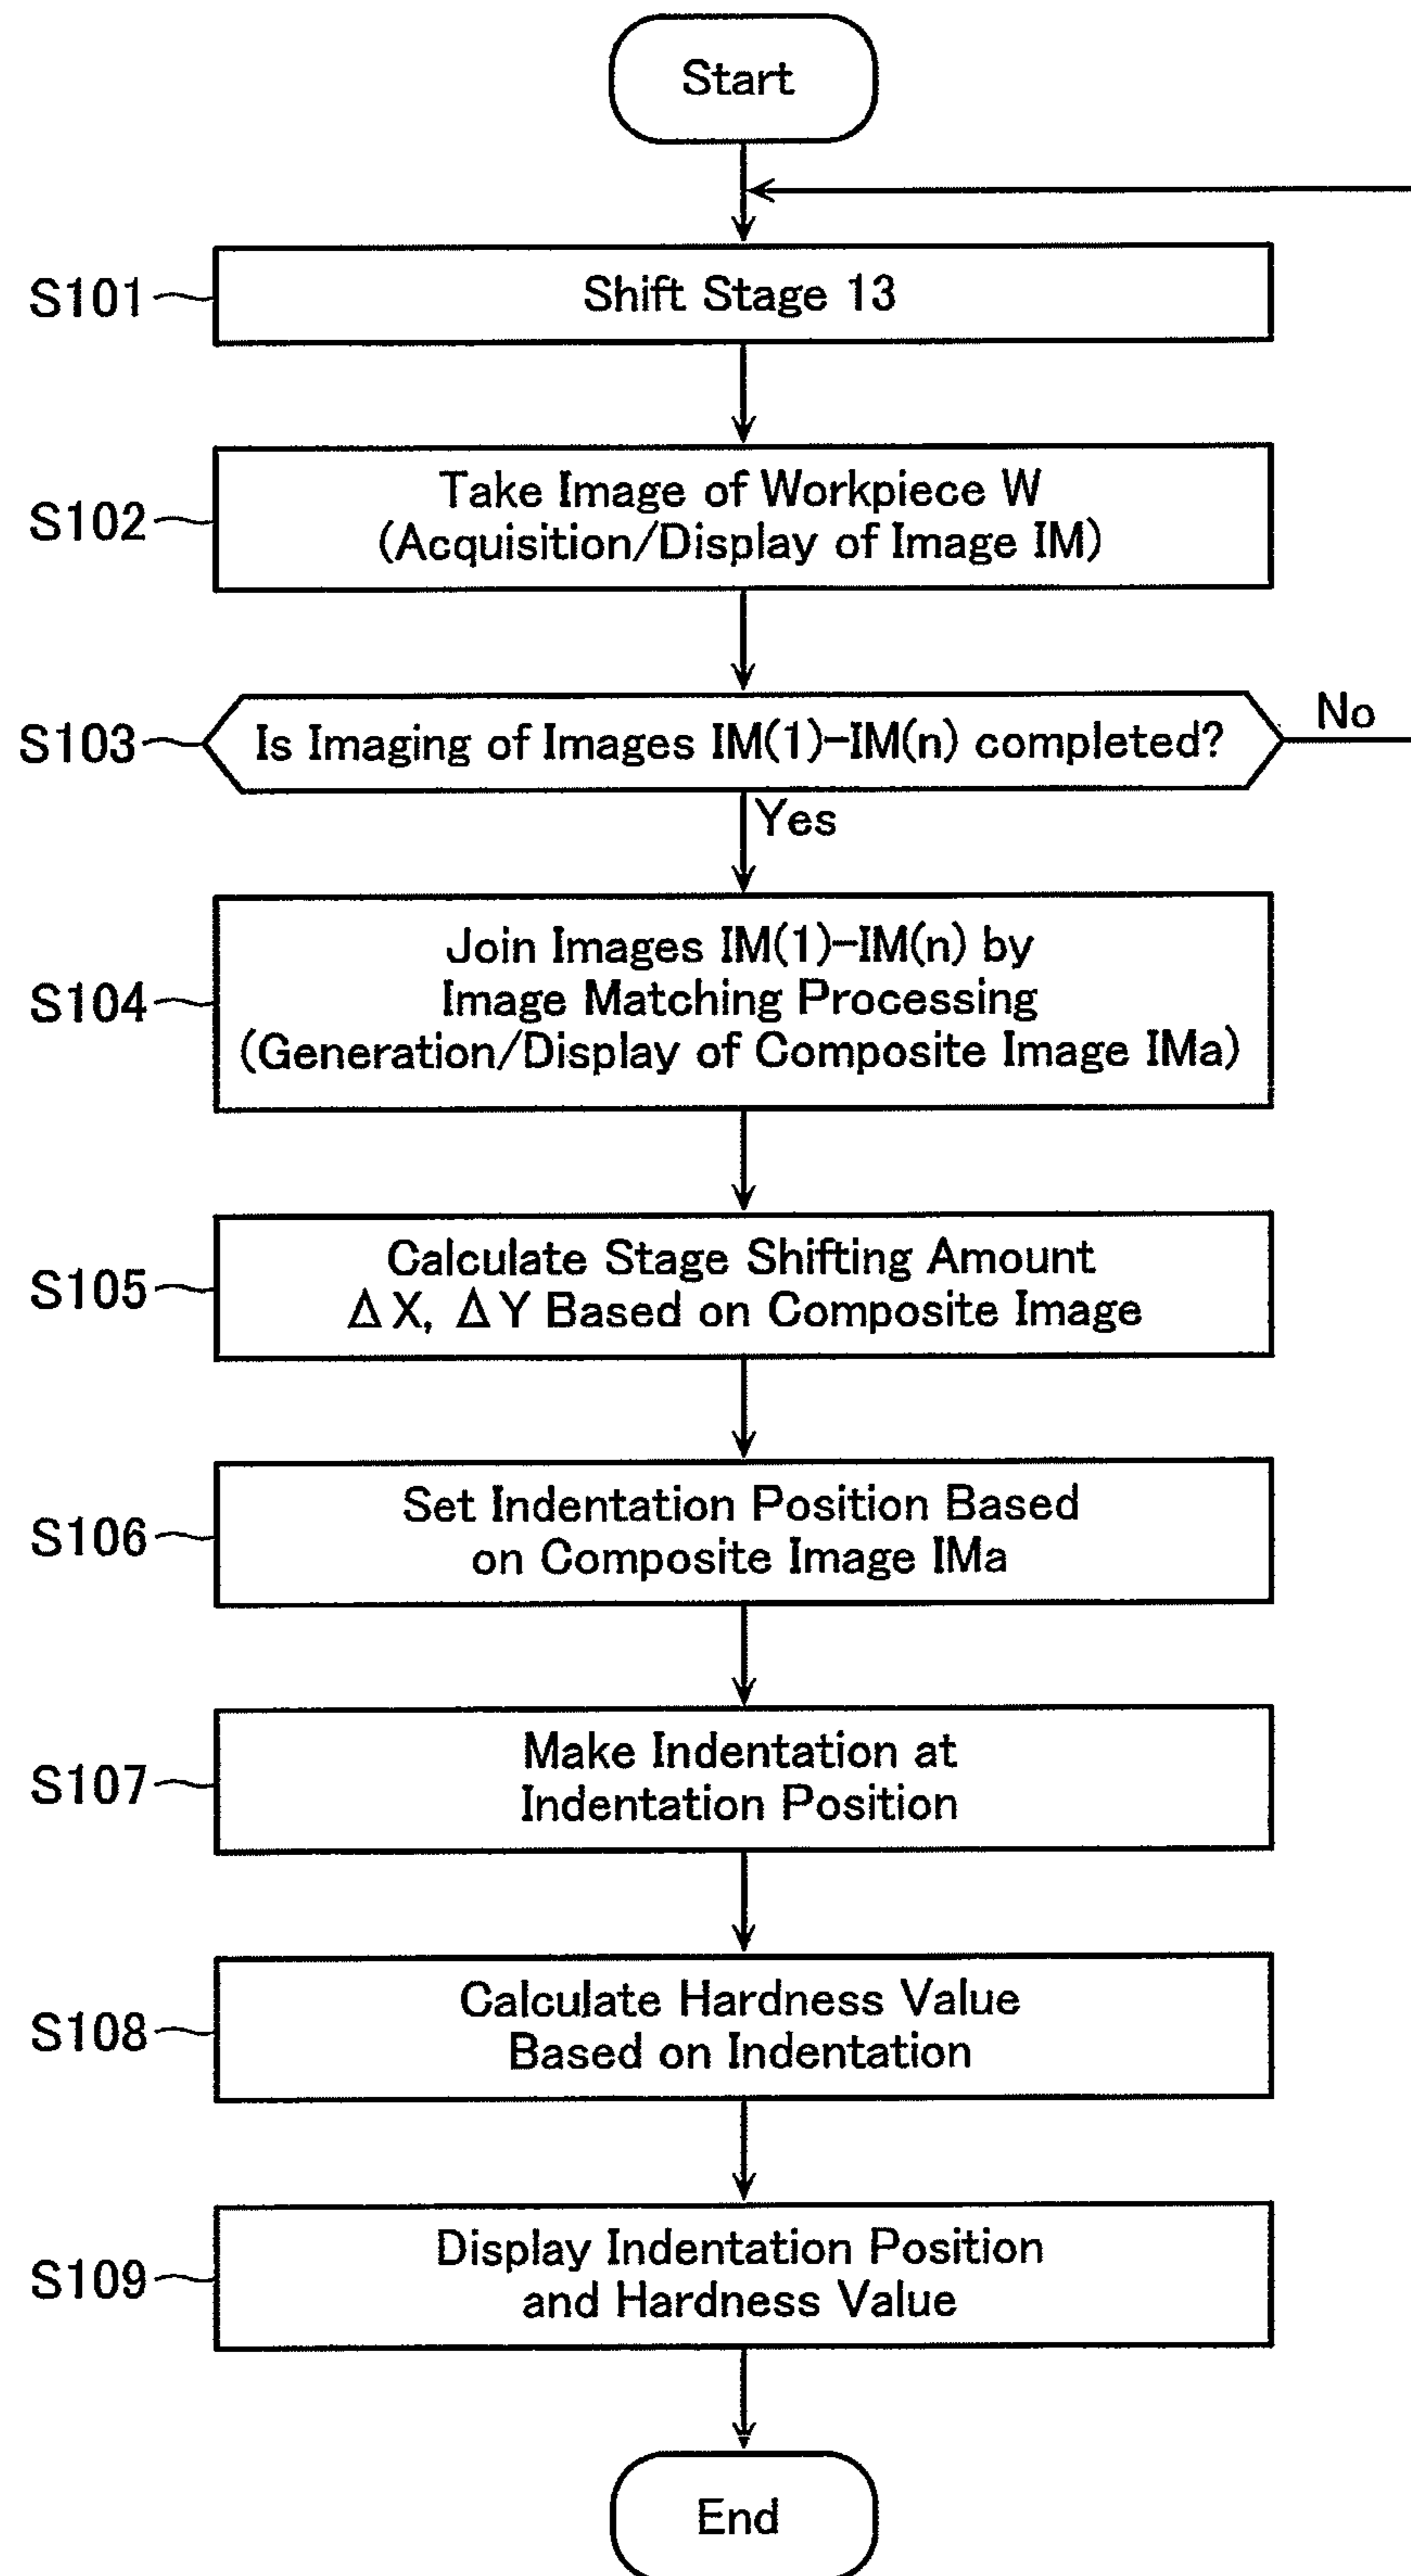 Start
S101
Shift Stage 13
S102
Take Image of Workpiece W
(Acquisition/Display of Image IM)
S103
Is Imaging of Images IM(1)-IM(n) completed?
No
Yes
S104
Join Images IM(1)-IM(n) by
Image Matching Processing
(Generation/Display of Composite Image IMa)
S105
Calculate Stage Shifting Amount
ΔX, ΔY Based on Composite Image
S106
Set Indentation Position Based
on Composite Image IMa
S107
Make Indentation at
Indentation Position
S108
Calculate Hardness Value
Based on Indentation
S109
Display Indentation Position
and Hardness Value
End